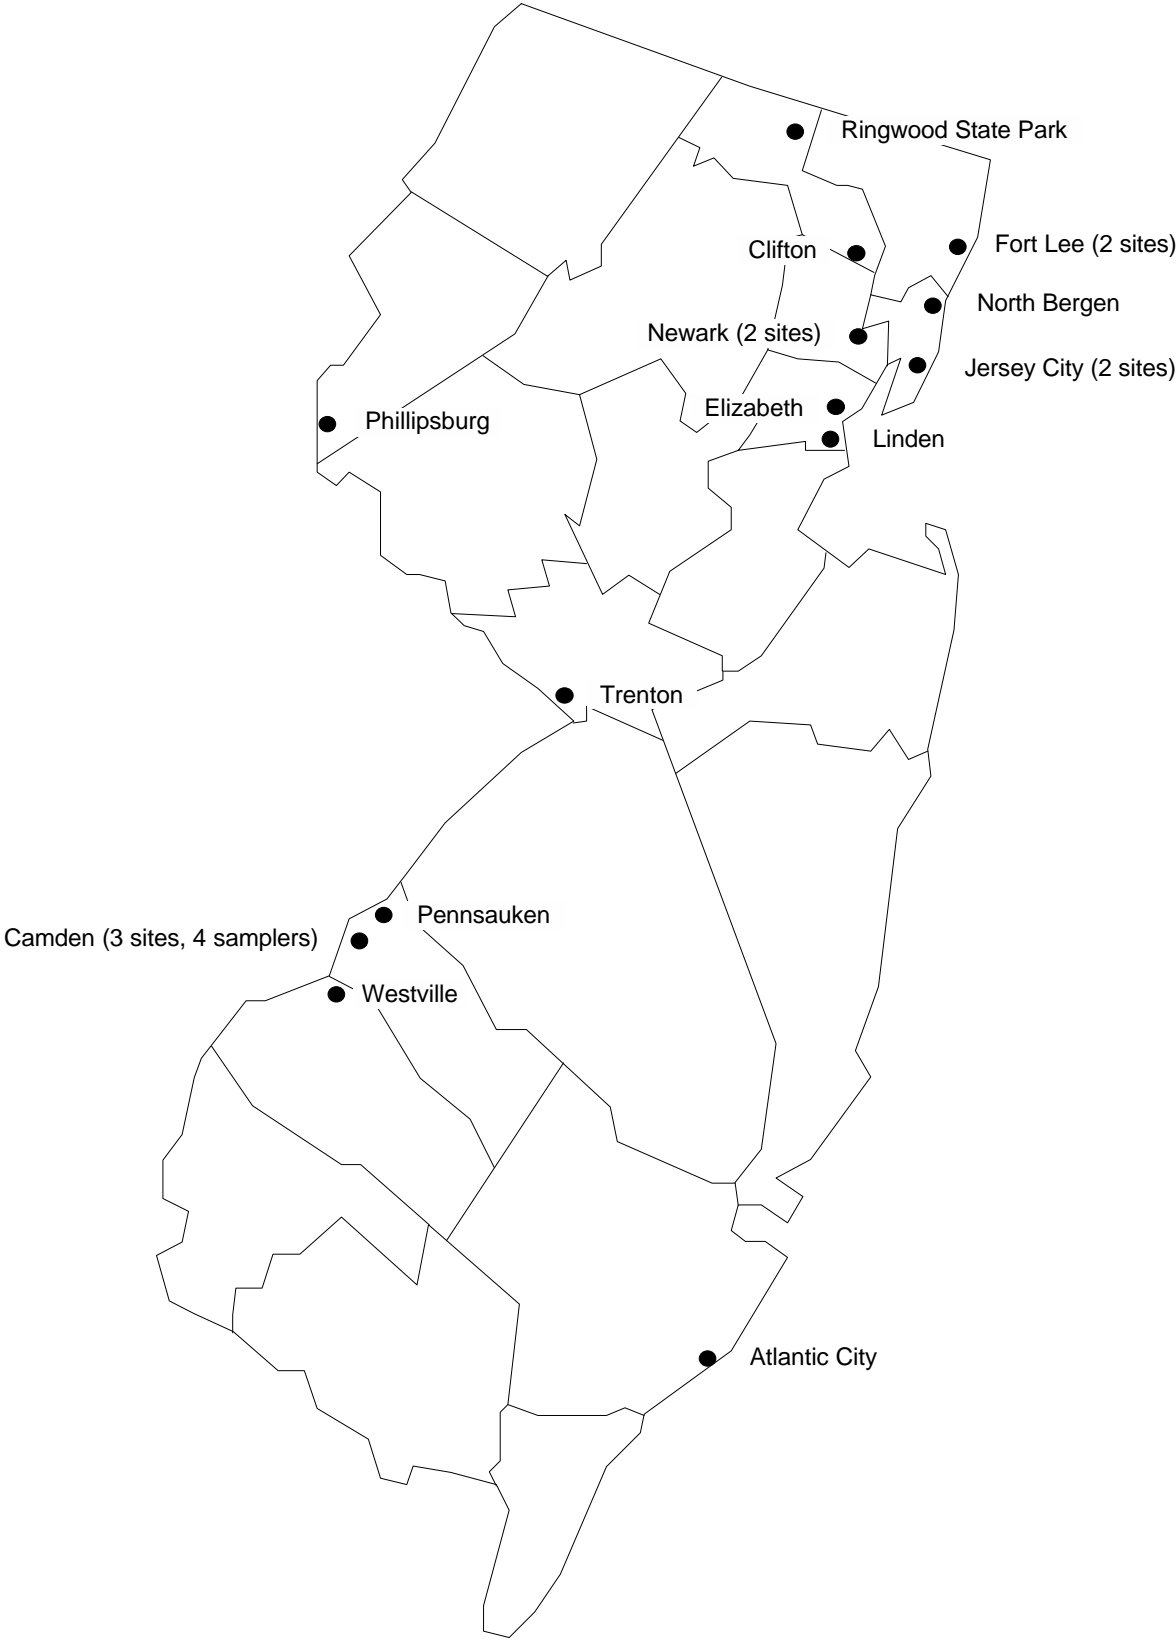 Ringwood State Park
Clifton
Fort Lee (2 sites)
North Bergen
Newark (2 sites)
Jersey City (2 sites)
Elizabeth
Phillipsburg
Linden
Trenton
Pennsauken
Camden (3 sites, 4 samplers)
Westville
Atlantic City